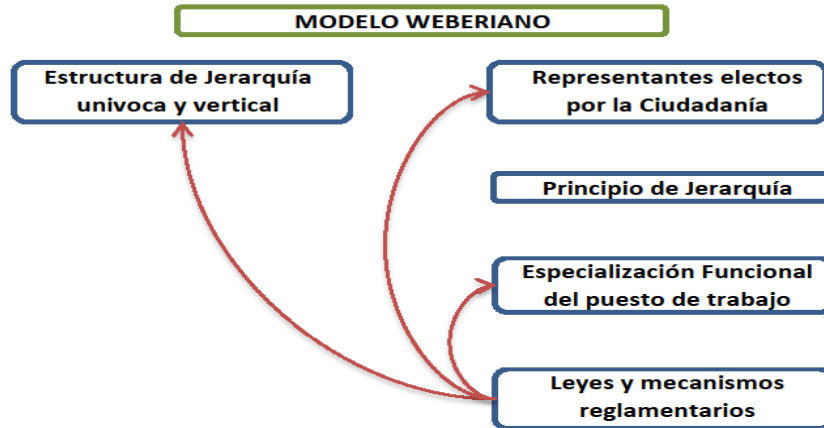 MODELO WEBERIANO
Estructura de Jerarquía
univoca y vertical
Representantes electos
por la Ciudadanía
Principio de Jerarquía
Especialización Funcional
del puesto de trabajo
Leyes y mecanismos
reglamentarios